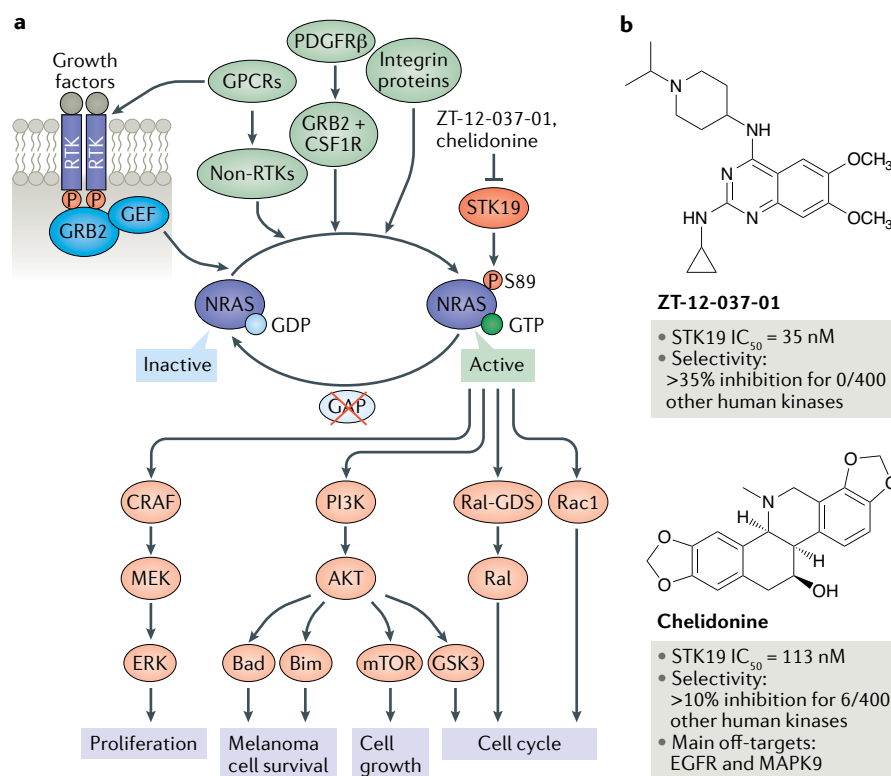 a
Growth
factors
RTK
RTK
P
P
GRB2
GEF
GPCRs
Non-RTKs
PDGFRβ
GRB2 +
CSF1R
Integrin
proteins
ZT-12-037-01,
chelidonine
STK19
P
S89
NRAS
GDP
NRAS
GTP
Inactive
Active
GAP
CRAF
PI3K
Ral-GDS
Rac1
MEK
AKT
Ral
ERK
Bad
Bim
mTOR
GSK3
Proliferation
Melanoma
cell survival
Cell
growth
Cell cycle
b
N
NH
N
N
HN
OCH3
OCH3
ZT-12-037-01
• STK19 IC50 = 35 nM
• Selectivity:
>35% inhibition for 0/400
other human kinases
O
O
N
H
H
O
O
OH
Chelidonine
• STK19 IC50 = 113 nM
• Selectivity:
>10% inhibition for 6/400
other human kinases
• Main off-targets:
EGFR and MAPK9